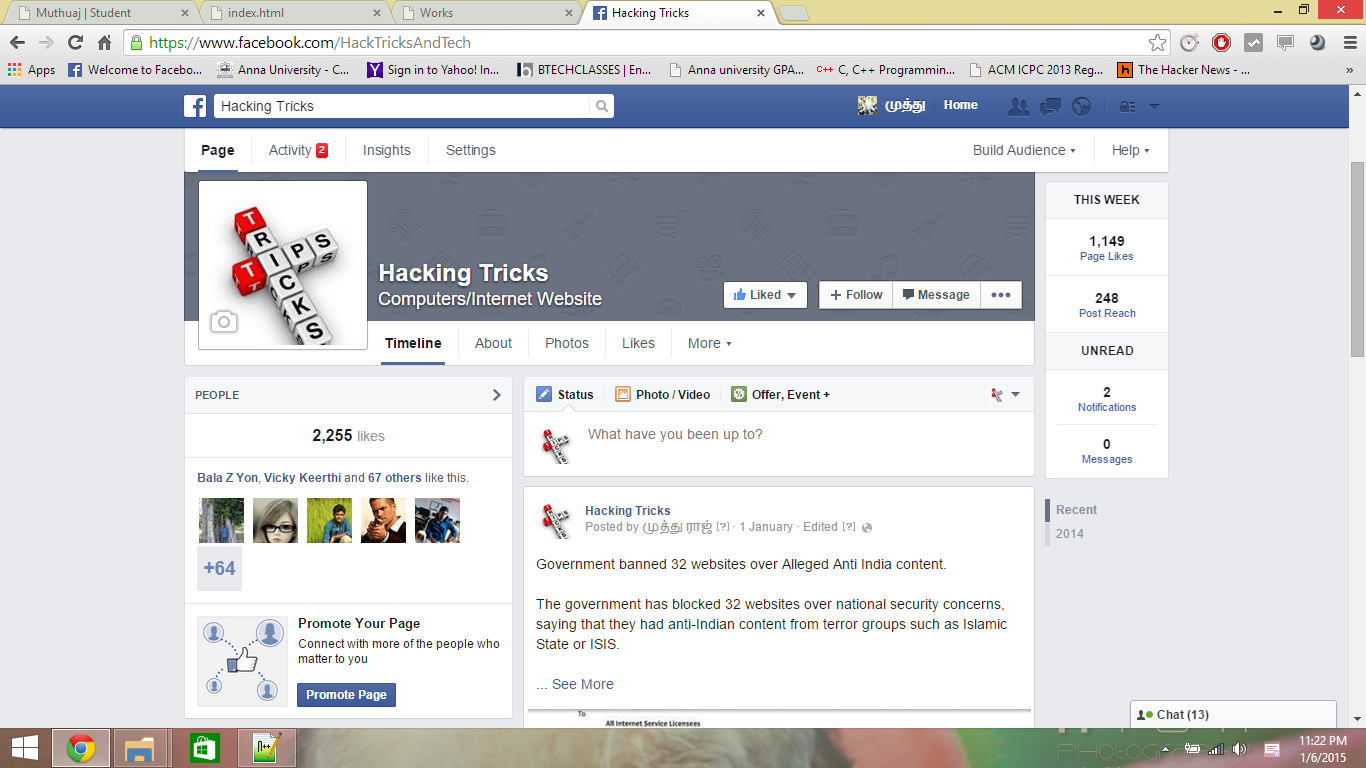 Muthuaj | Student
index.html
Works
Hacking Tricks
https://www.facebook.com/HackTricksAndTech
Apps
Welcome to Facebo...
Anna University - C...
Sign in to Yahoo! In...
BTECHCLASSES | En...
Anna university GPA...
C++ C, C++ Programmin...
ACM ICPC 2013 Reg...
The Hacker News - ...
»
Hacking Tricks
முத்து
Home
Page
Activity 2
Insights
Settings
Build Audience
Help
TRIPS
TRICKS
Hacking Tricks
Computers/Internet Website
Liked
+ Follow
Message
Timeline
About
Photos
Likes
More
THIS WEEK
1,149
Page Likes
248
Post Reach
UNREAD
2
Notifications
0
Messages
Recent
2014
PEOPLE
2,255 likes
Bala Z Yon, Vicky Keerthi and 67 others like this.
+64
Promote Your Page
Connect with more of the people who
matter to you
Promote Page
Status
Photo / Video
Offer, Event +
What have you been up to?
Hacking Tricks
Posted by முத்து ராஜ் [?] · 1 January · Edited [?]
Government banned 32 websites over Alleged Anti India content.
The government has blocked 32 websites over national security concerns,
saying that they had anti-Indian content from terror groups such as Islamic
State or ISIS.
... See More
To
All Internet Service Licensees
Chat (13)
11:22 PM
1/6/2015